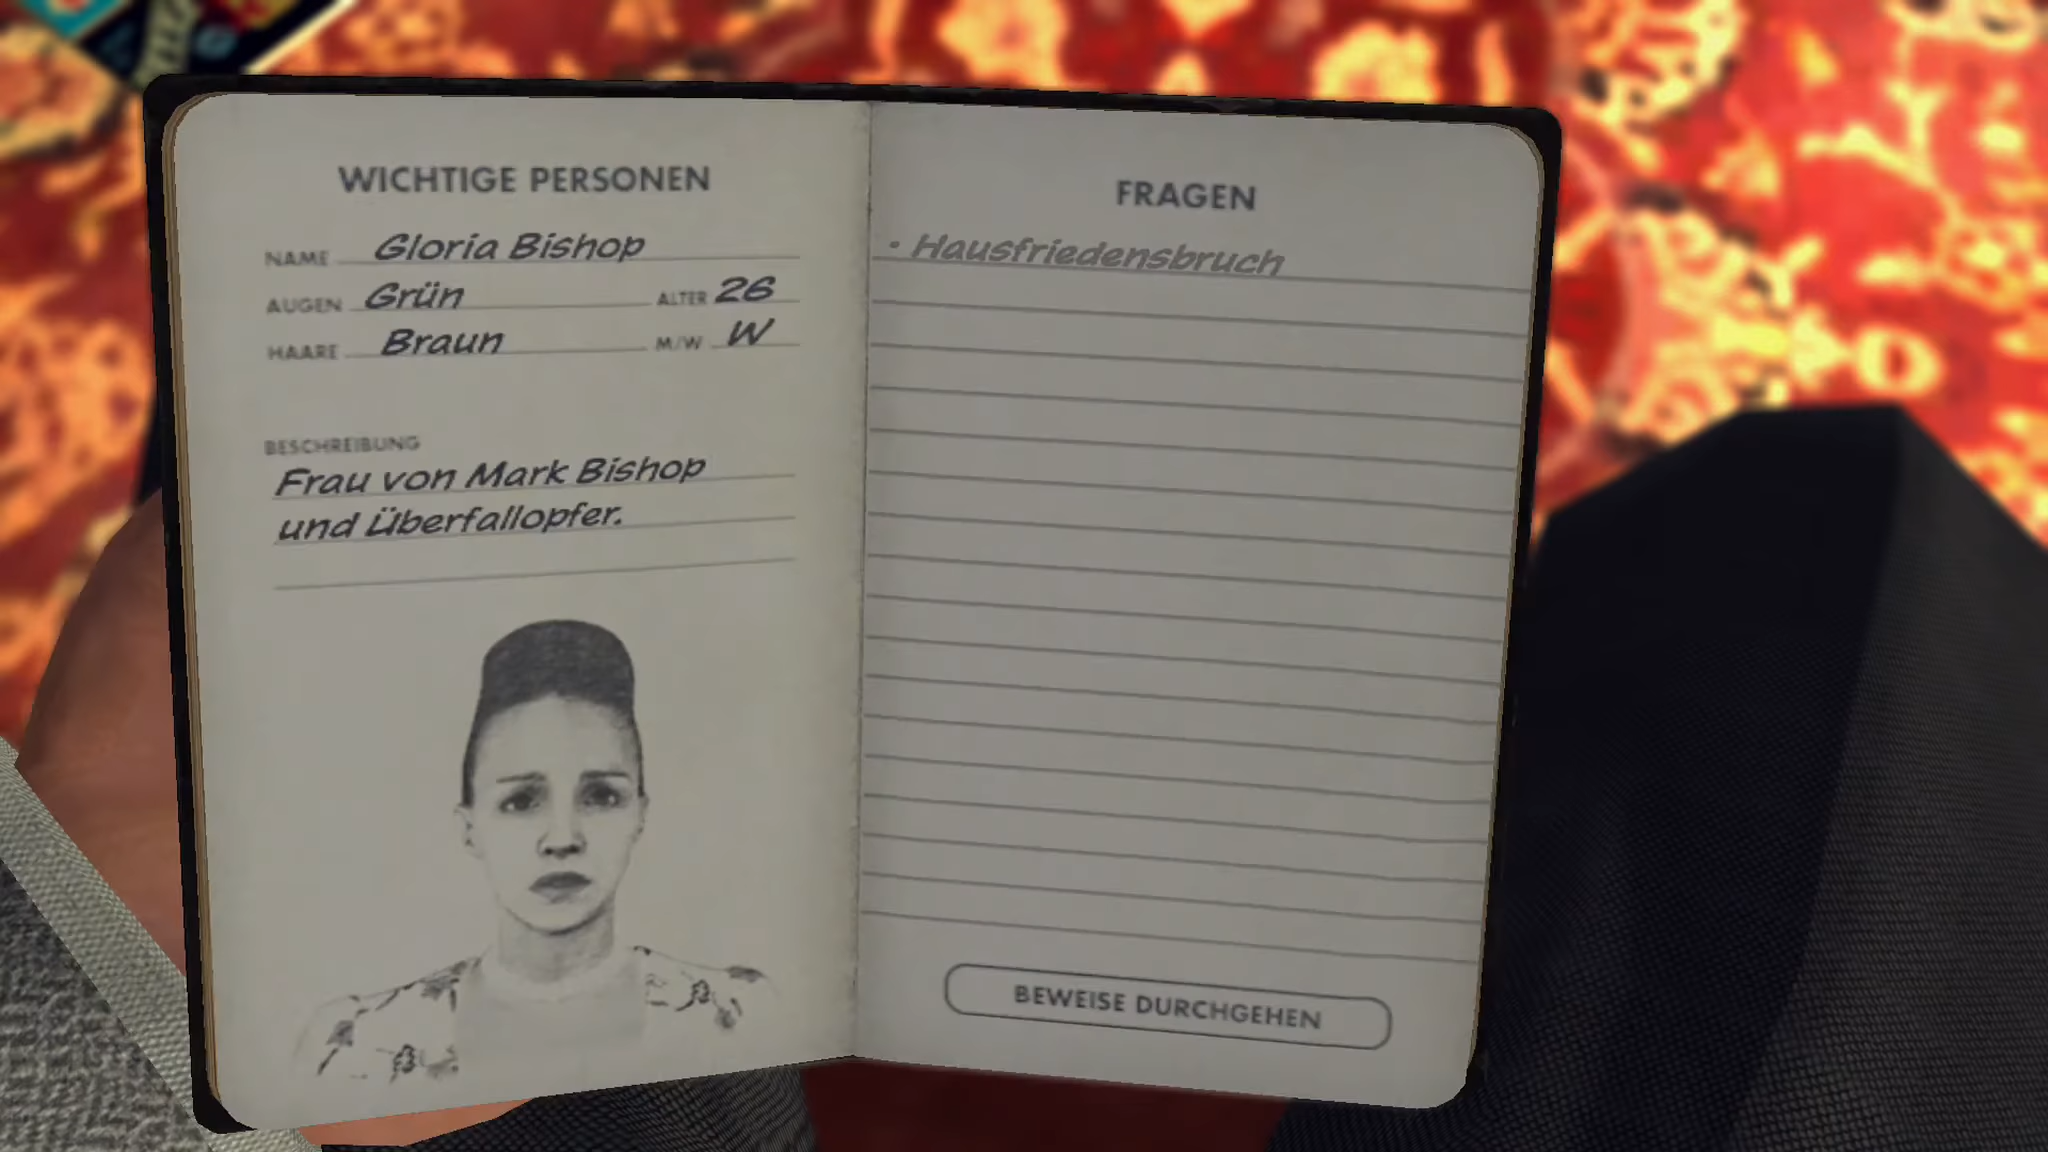 WICHTIGE PERSONEN
NAME Gloria Bishop
AUGEN Grün ALTER 26
HAARE Braun M/W W
BESCHREIBUNG
Frau von Mark Bishop
und Überfallopfer.
FRAGEN
• Hausfriedensbruch
BEWEISE DURCHGEHEN